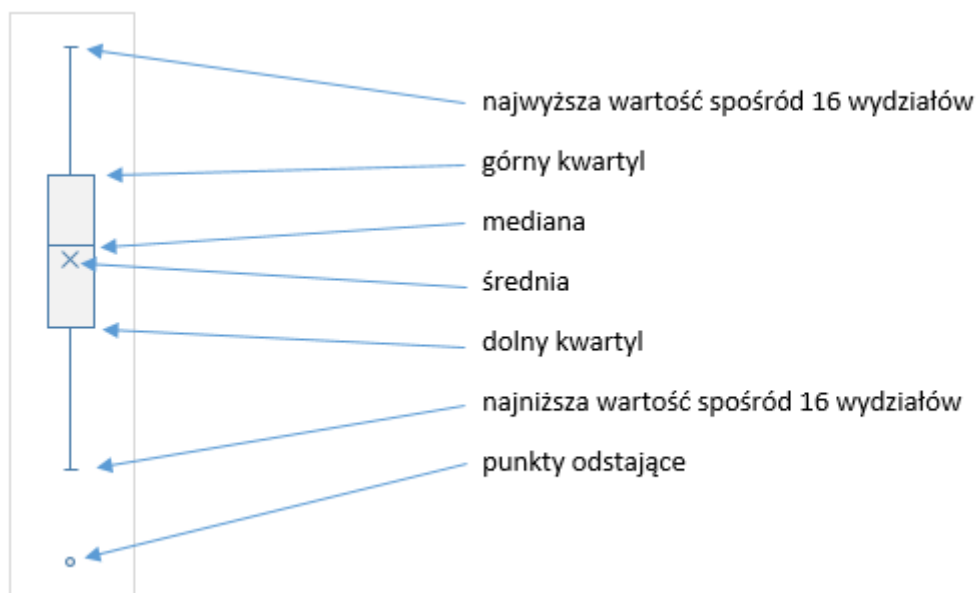 najwyższa wartość spośród 16 wydziałów
górny kwartyl
mediana
średnia
dolny kwartyl
najniższa wartość spośród 16 wydziałów
punkty odstające